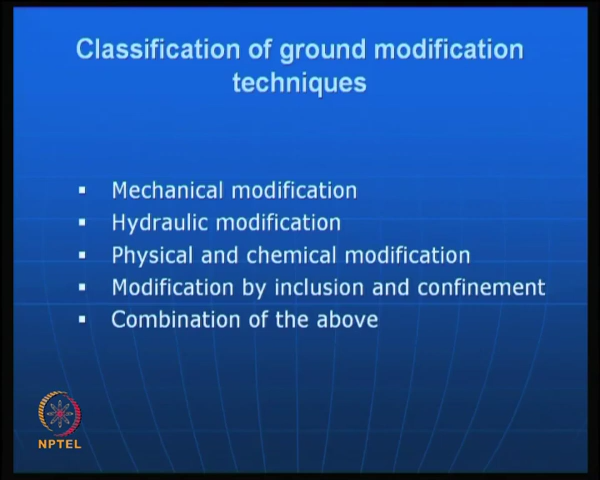 Classification of ground modification
techniques
▪ Mechanical modification
▪ Hydraulic modification
▪ Physical and chemical modification
▪ Modification by inclusion and confinement
▪ Combination of the above
NPTEL